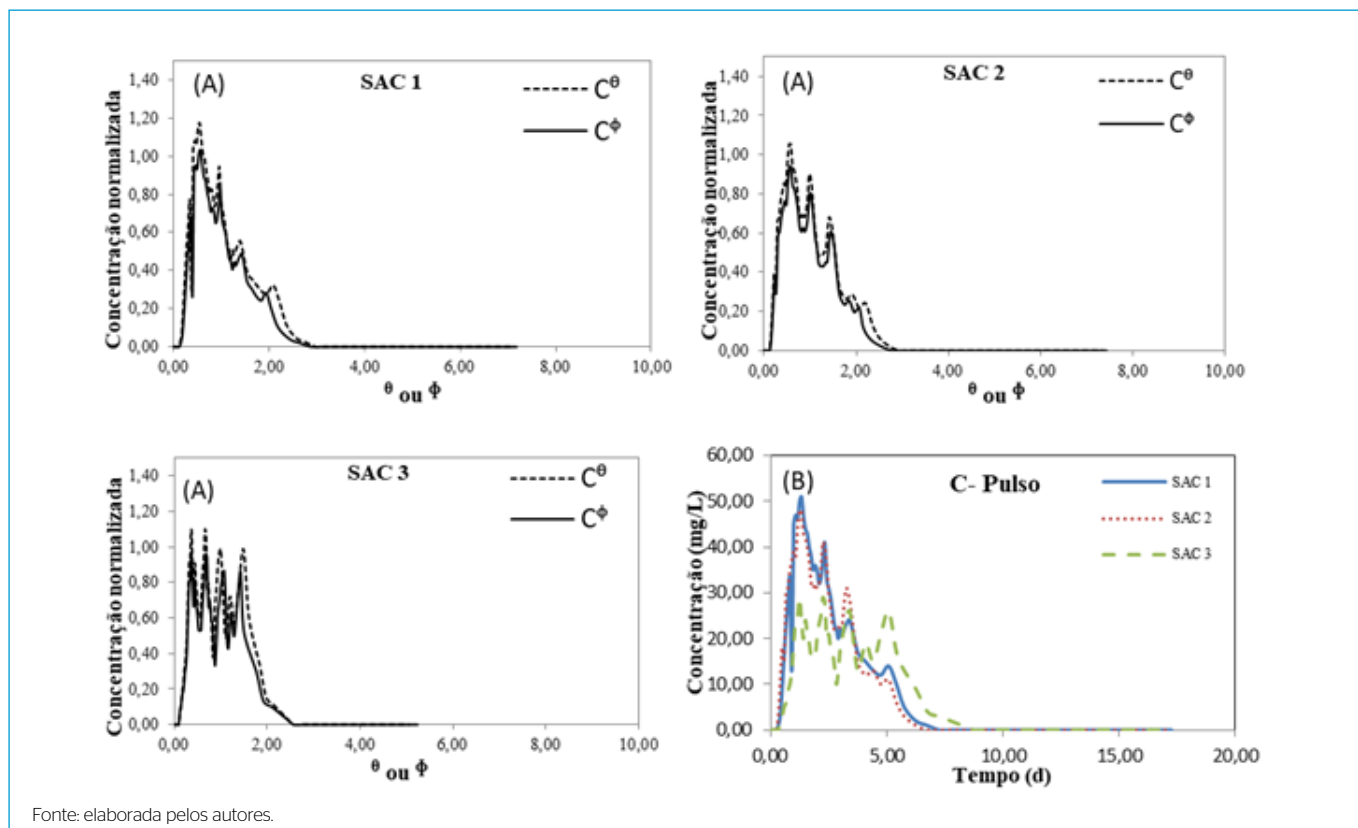 SAC 1
(A)
C^θ
C^ϕ
Concentração normalizada
1,40
1,20
1,00
0,80
0,60
0,40
0,20
0,00
0,00 2,00 4,00 6,00 8,00 10,00
θ ou ϕ
SAC 2
(A)
C^θ
C^ϕ
Concentração normalizada
1,40
1,20
1,00
0,80
0,60
0,40
0,20
0,00
0,00 2,00 4,00 6,00 8,00 10,00
θ ou ϕ
SAC 3
(A)
C^θ
C^ϕ
Concentração normalizada
1,40
1,20
1,00
0,80
0,60
0,40
0,20
0,00
0,00 2,00 4,00 6,00 8,00 10,00
θ ou ϕ
(B)
C- Pulso
SAC 1
SAC 2
SAC 3
Concentração (mg/L)
60,00
50,00
40,00
30,00
20,00
10,00
0,00
0,00 5,00 10,00 15,00 20,00
Tempo (d)
Fonte: elaborada pelos autores.